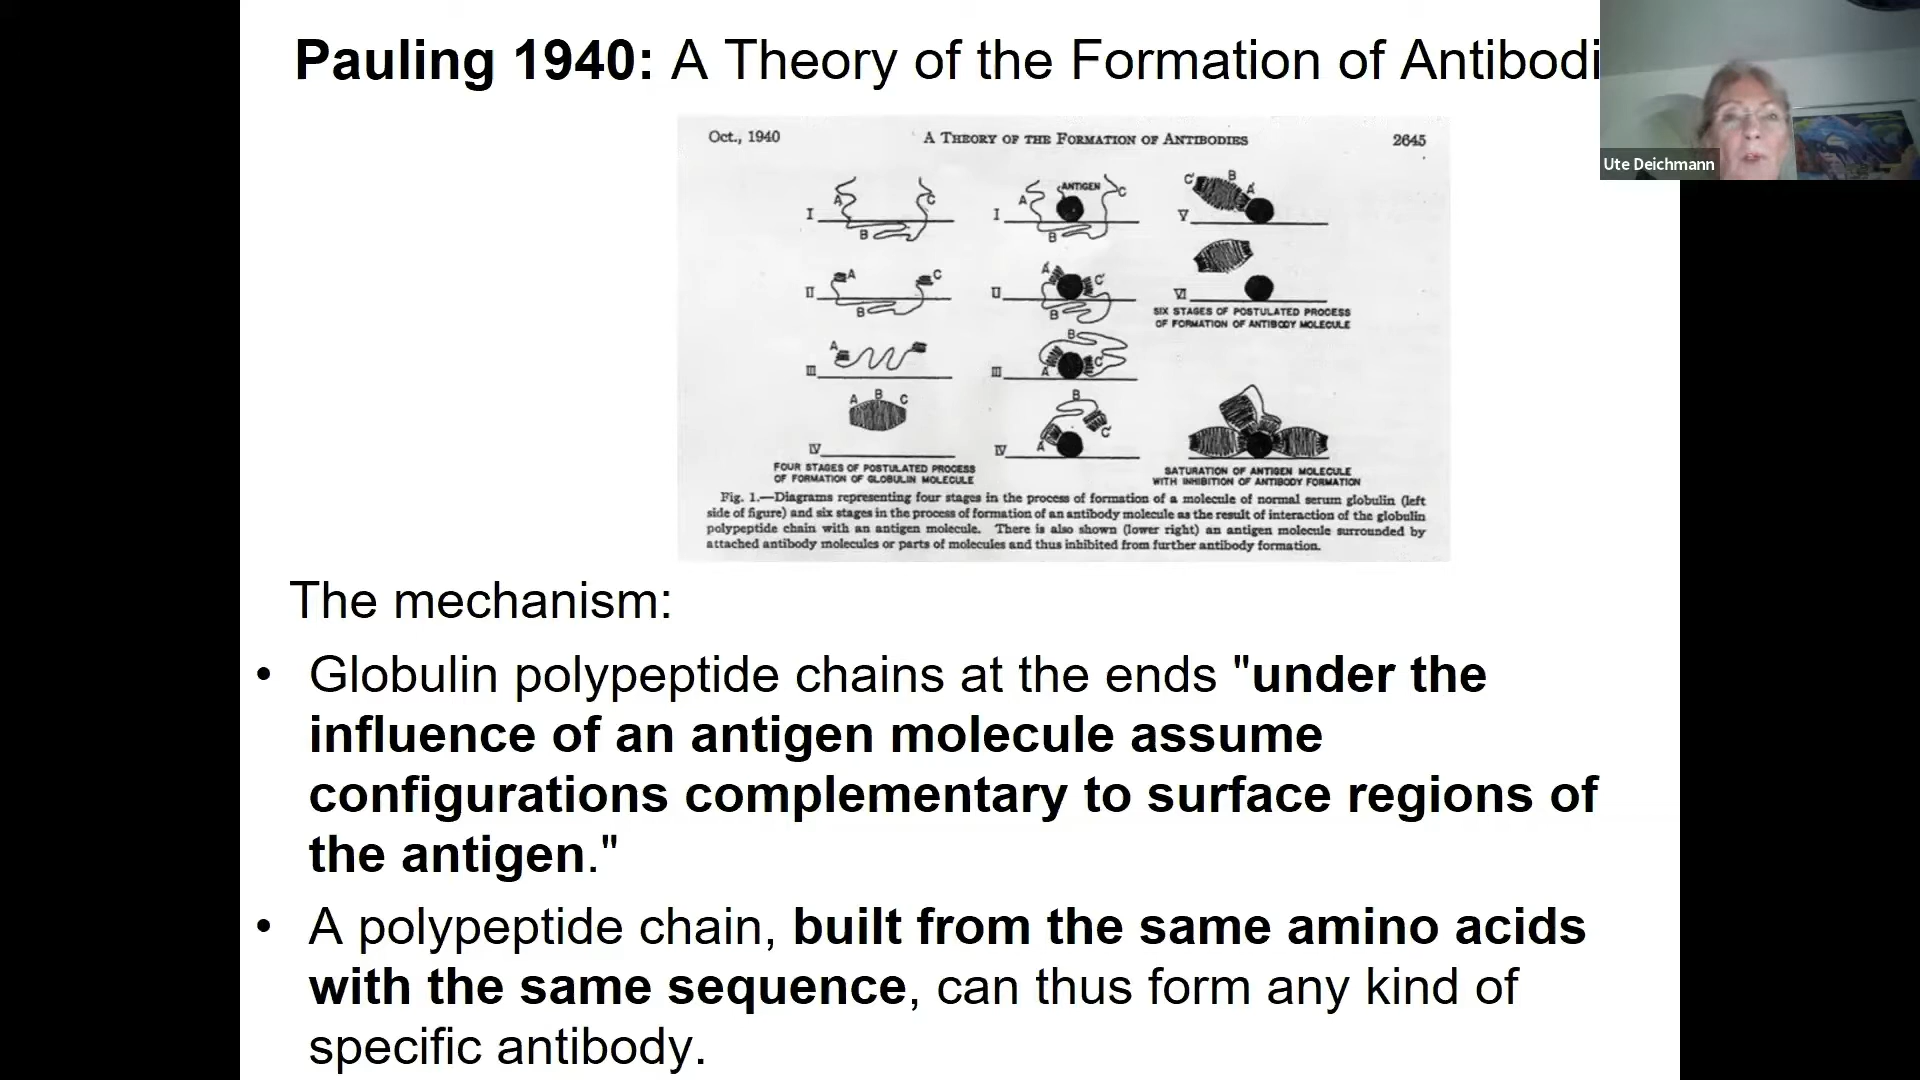 Pauling 1940: A Theory of the Formation of Antibodi
Ute Deichmann
Oct., 1940 A THEORY OF THE FORMATION OF ANTIBODIES 2645
I A C B
II A C B
III A
IV A B C
FOUR STAGES OF POSTULATED PROCESS
OF FORMATION OF GLOBULIN MOLECULE
I A ANTIGEN C B
II A' C' B
III B A' C'
IV B A' C'
V C' B A'
VI
SIX STAGES OF POSTULATED PROCESS
OF FORMATION OF ANTIBODY MOLECULE
SATURATION OF ANTIGEN MOLECULE
WITH INHIBITION OF ANTIBODY FORMATION
Fig. 1.—Diagrams representing four stages in the process of formation of a molecule of normal serum globulin (left
side of figure) and six stages in the process of formation of an antibody molecule as the result of interaction of the globulin
polypeptide chain with an antigen molecule. There is also shown (lower right) an antigen molecule surrounded by
attached antibody molecules or parts of molecules and thus inhibited from further antibody formation.
The mechanism:
• Globulin polypeptide chains at the ends "under the
influence of an antigen molecule assume
configurations complementary to surface regions of
the antigen."
• A polypeptide chain, built from the same amino acids
with the same sequence, can thus form any kind of
specific antibody.